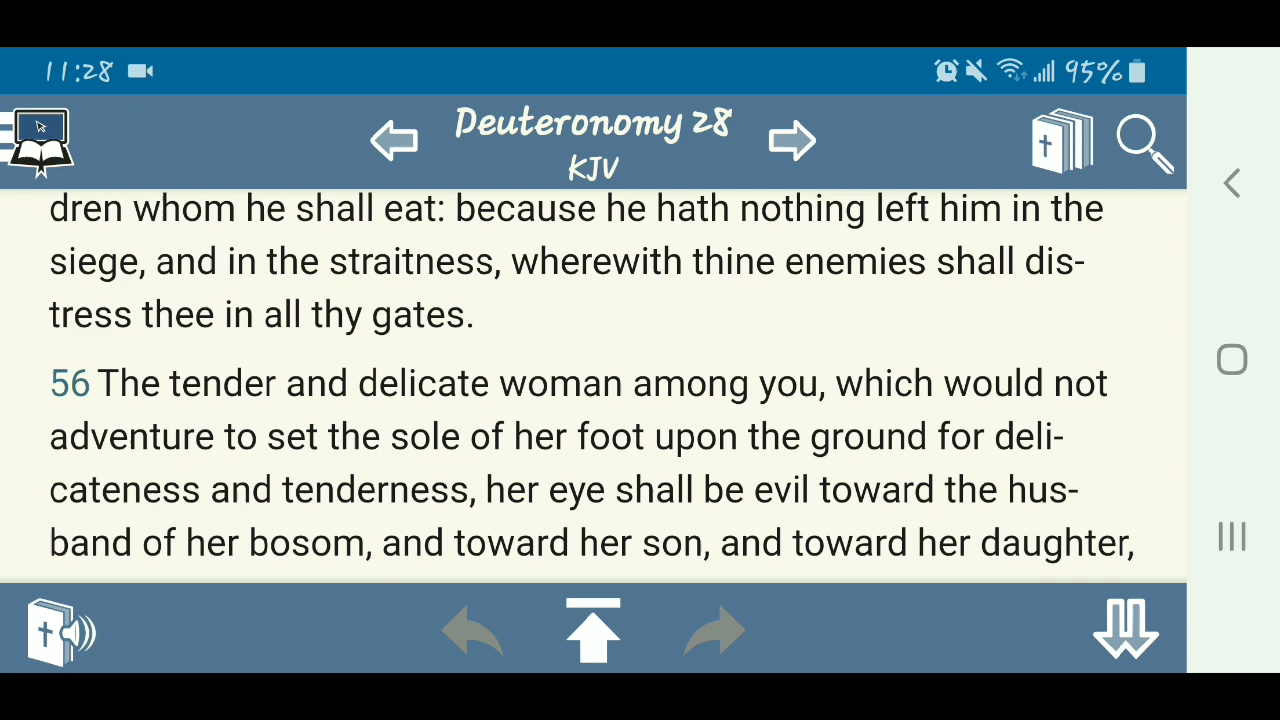 11:28 95%
Deuteronomy 28
KJV
dren whom he shall eat: because he hath nothing left him in the
siege, and in the straitness, wherewith thine enemies shall dis-
tress thee in all thy gates.
56 The tender and delicate woman among you, which would not
adventure to set the sole of her foot upon the ground for deli-
cateness and tenderness, her eye shall be evil toward the hus-
band of her bosom, and toward her son, and toward her daughter,